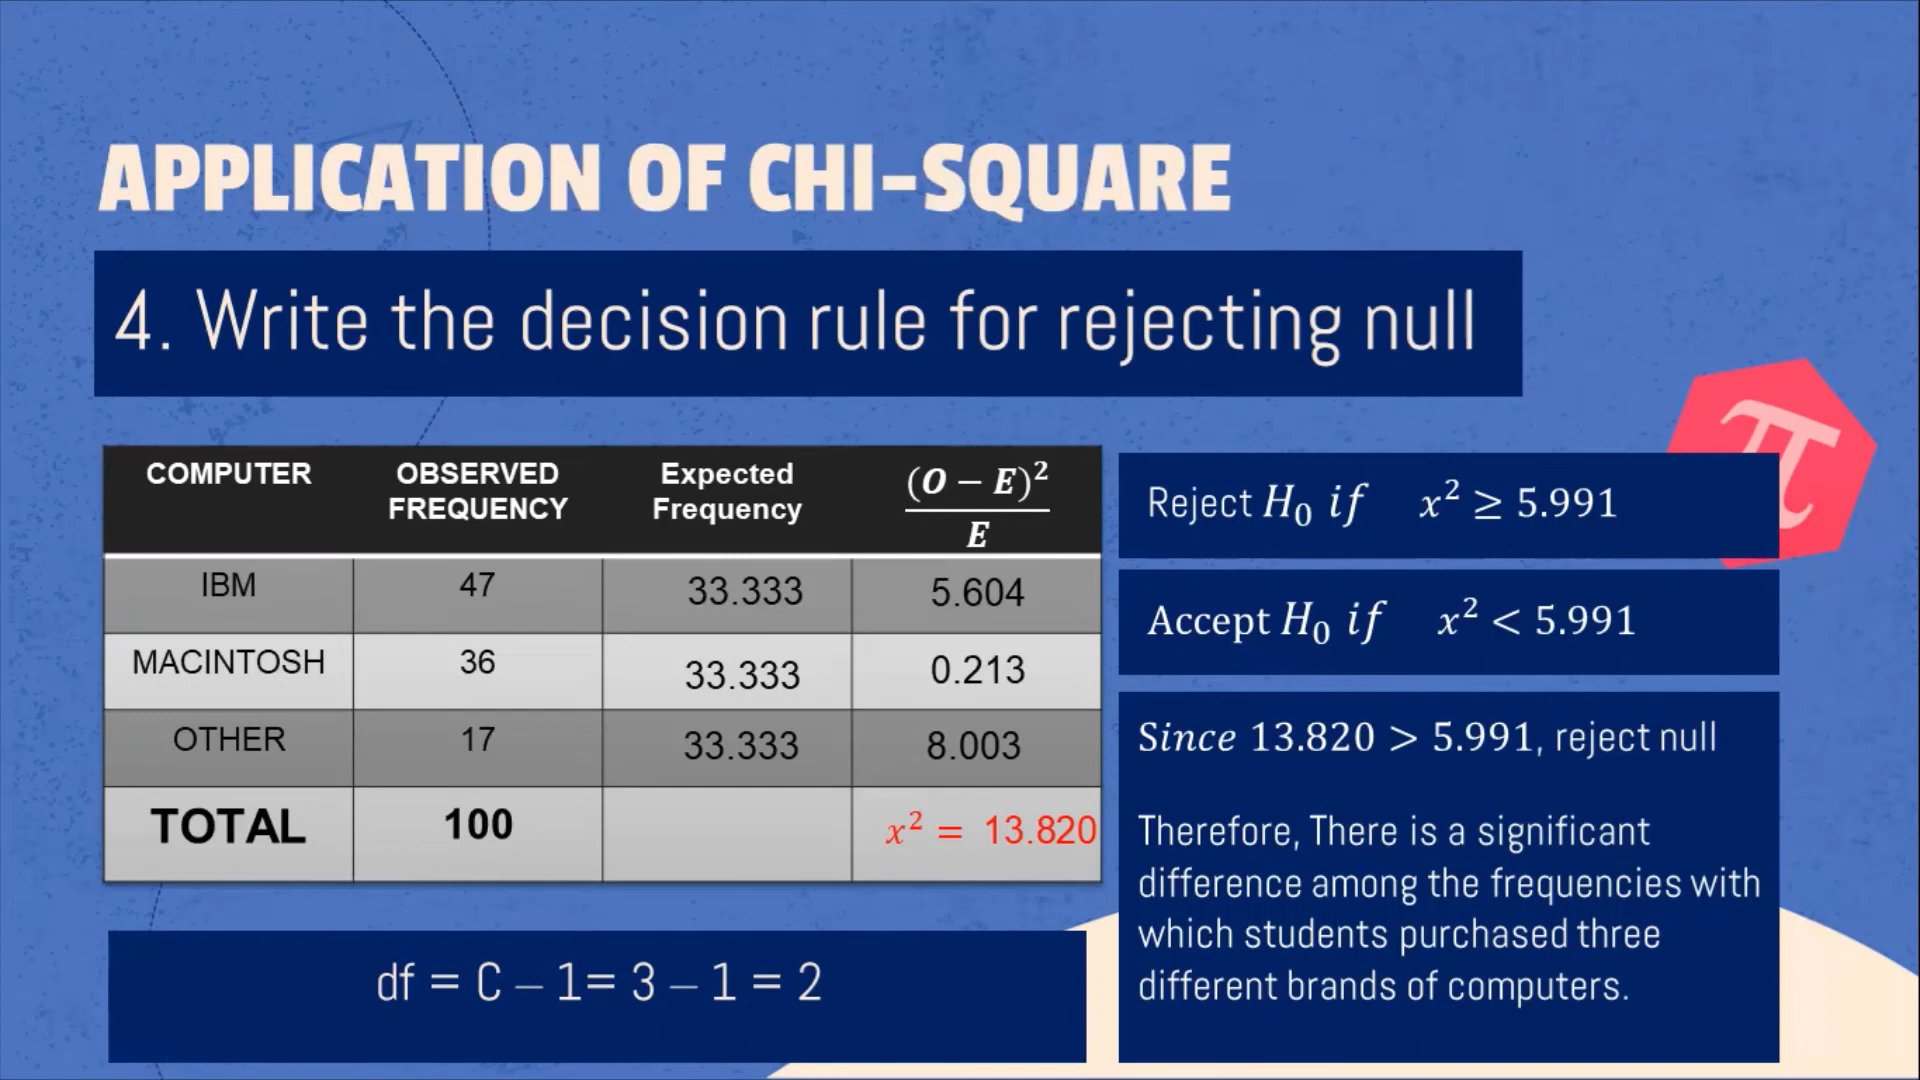 APPLICATION OF CHI-SQUARE
4. Write the decision rule for rejecting null
π
COMPUTER OBSERVED FREQUENCY Expected Frequency (O − E)² / E
IBM 47 33.333 5.604
MACINTOSH 36 33.333 0.213
OTHER 17 33.333 8.003
TOTAL 100 x² = 13.820
df = C – 1= 3 – 1 = 2
Reject H₀ if x² ≥ 5.991
Accept H₀ if x² < 5.991
Since 13.820 > 5.991, reject null
Therefore, There is a significant
difference among the frequencies with
which students purchased three
different brands of computers.